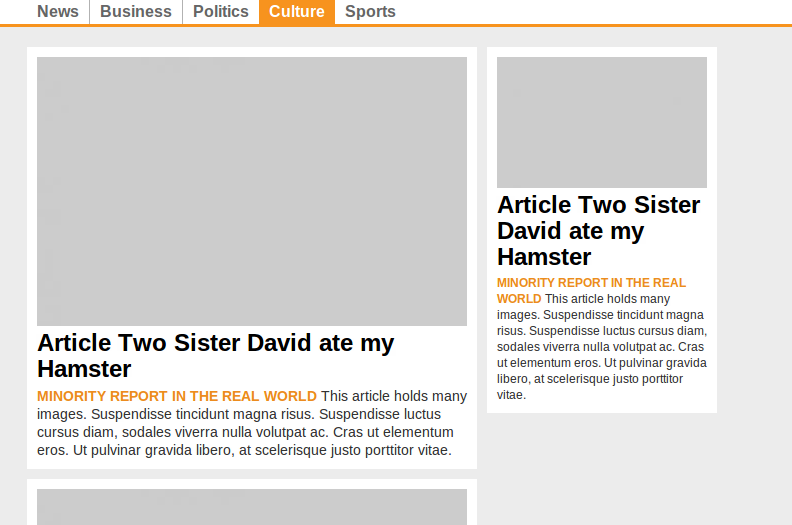 News Business Politics Culture Sports
Article Two Sister David ate my
Hamster
MINORITY REPORT IN THE REAL WORLD This article holds many
images. Suspendisse tincidunt magna risus. Suspendisse luctus
cursus diam, sodales viverra nulla volutpat ac. Cras ut elementum
eros. Ut pulvinar gravida libero, at scelerisque justo porttitor vitae.
Article Two Sister
David ate my
Hamster
MINORITY REPORT IN THE REAL
WORLD This article holds many
images. Suspendisse tincidunt magna
risus. Suspendisse luctus cursus diam,
sodales viverra nulla volutpat ac. Cras
ut elementum eros. Ut pulvinar gravida
libero, at scelerisque justo porttitor
vitae.